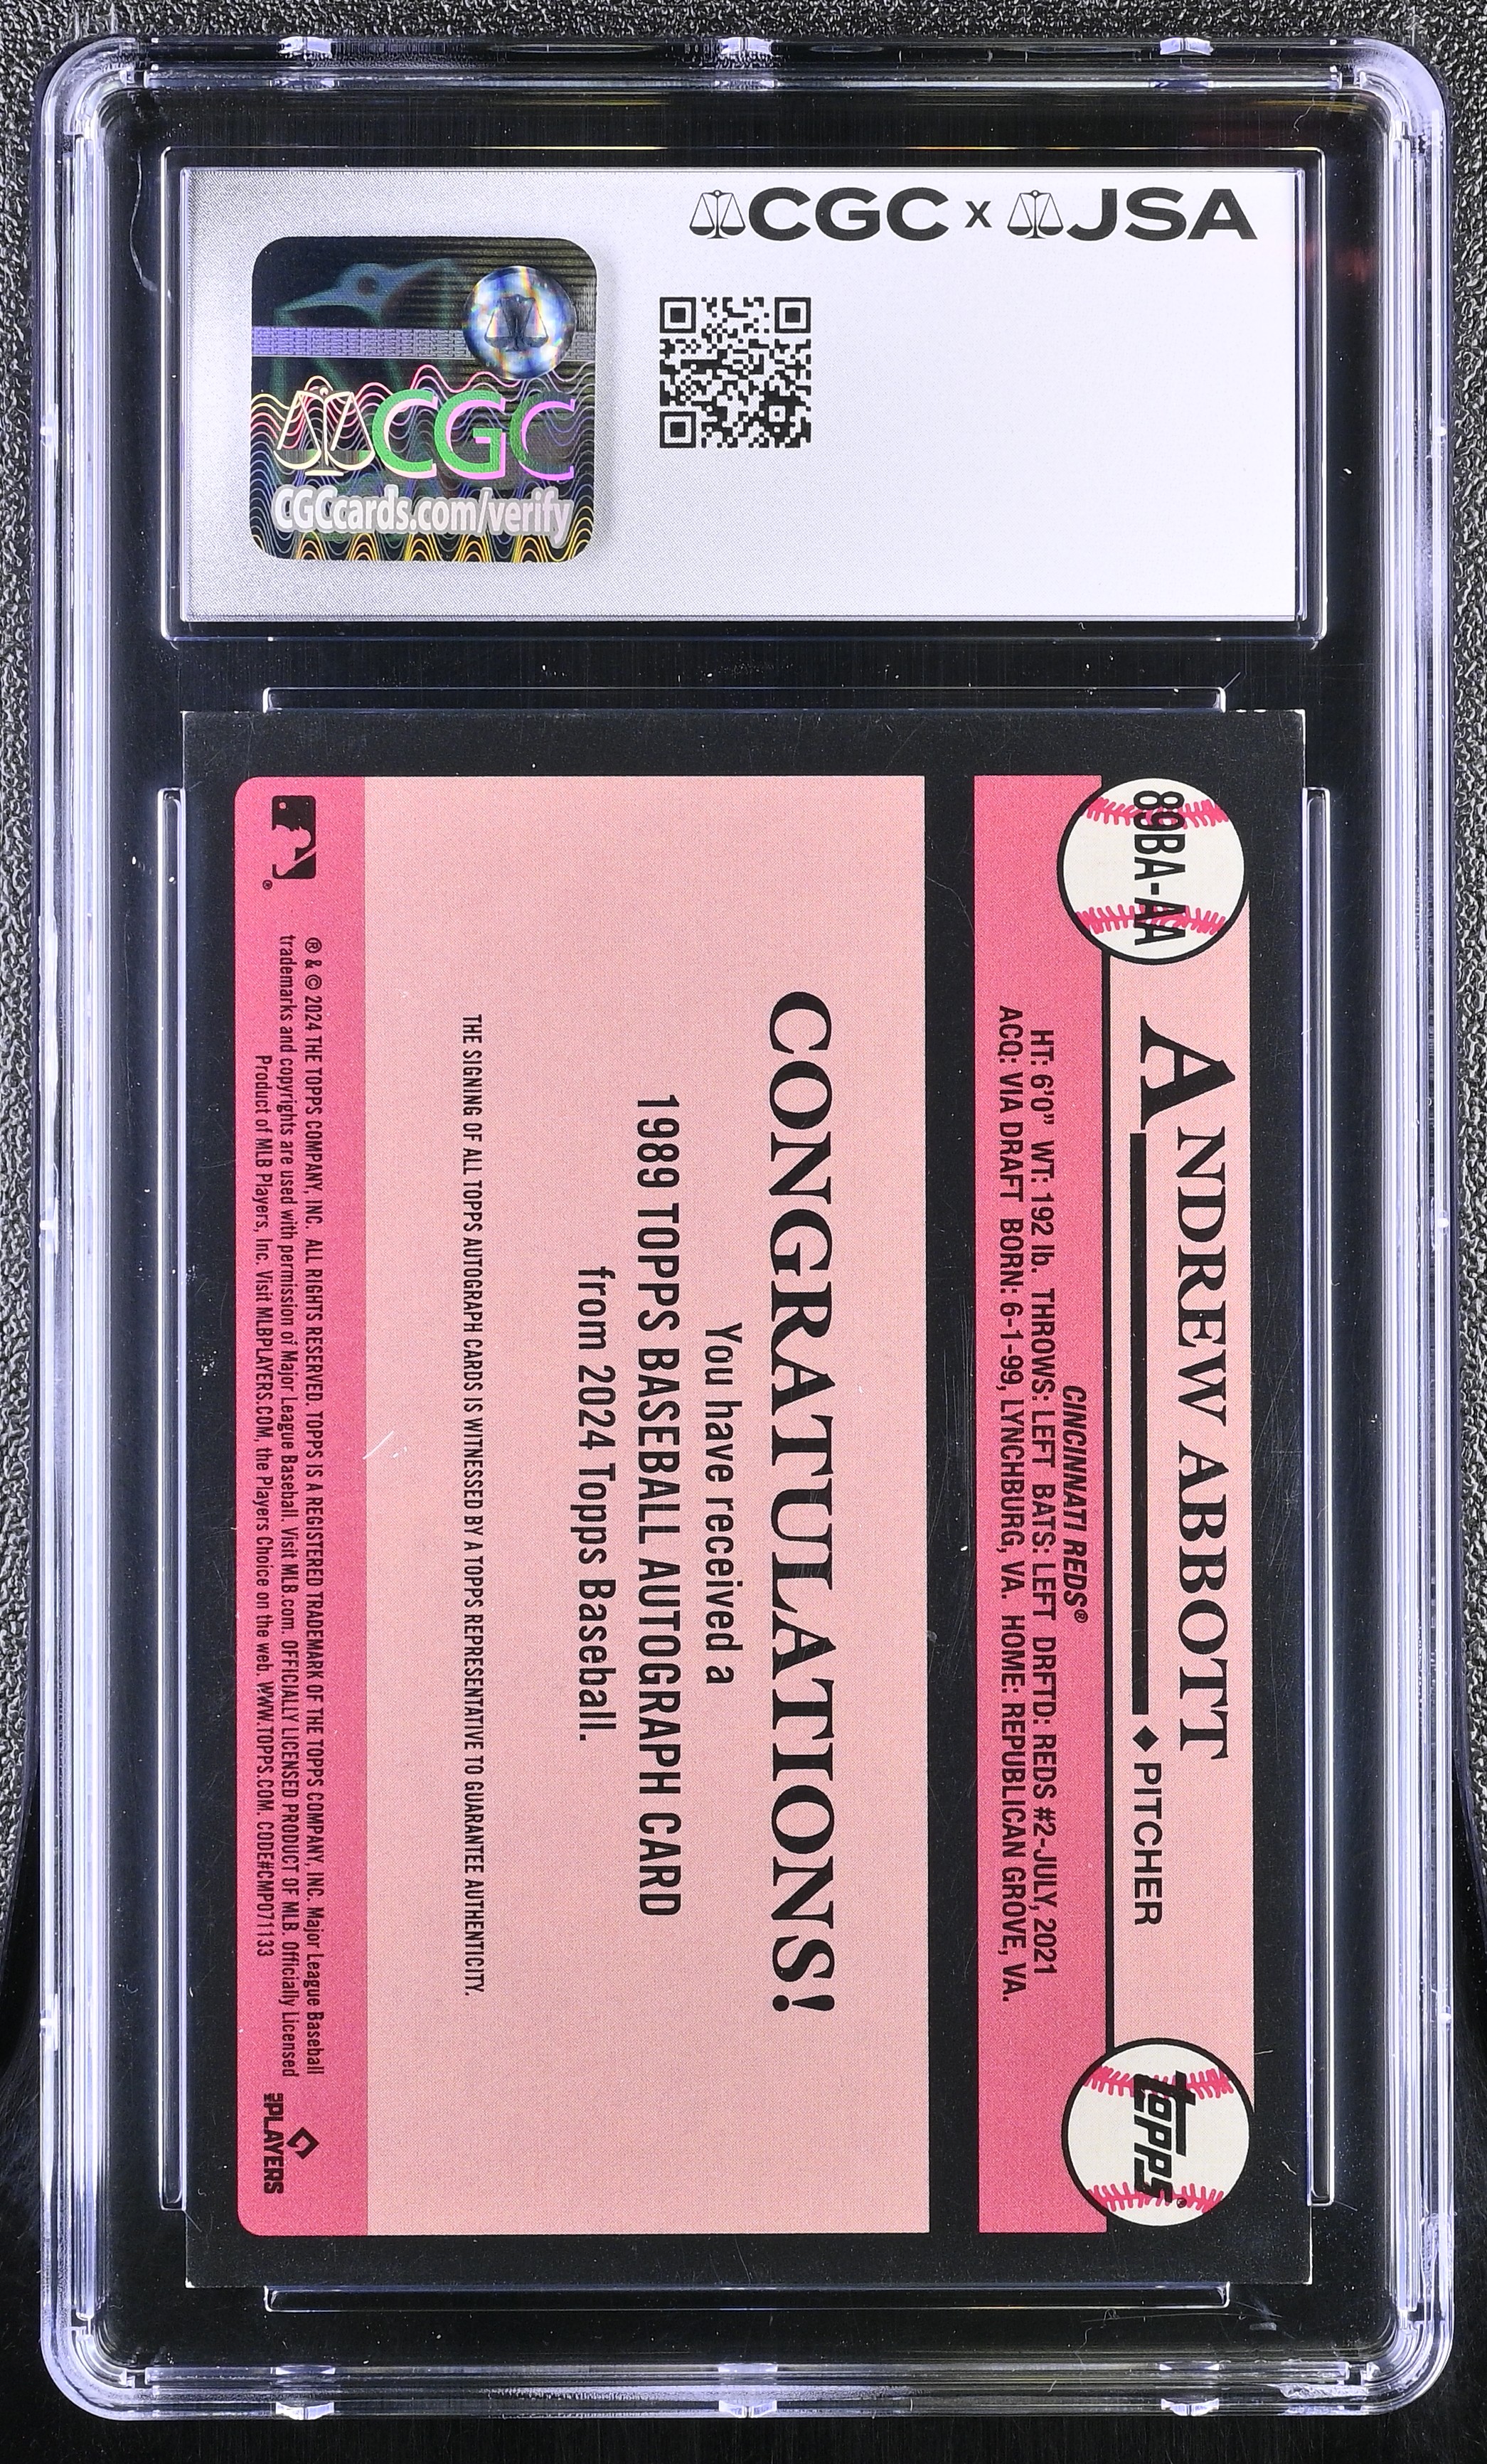 CGC x JSA
CGC
CGCcards.com/verify
89BA-AA
ANDREW ABBOTT
♦ PITCHER
topps®
CINCINNATI REDS®
HT: 6'0" WT: 192 lb. THROWS: LEFT BATS: LEFT DRFTD: REDS #2-JULY, 2021
ACQ: VIA DRAFT BORN: 6-1-99, LYNCHBURG, VA. HOME: REPUBLICAN GROVE, VA.
CONGRATULATIONS!
You have received a
1989 TOPPS BASEBALL AUTOGRAPH CARD
from 2024 Topps Baseball.
THE SIGNING OF ALL TOPPS AUTOGRAPH CARDS IS WITNESSED BY A TOPPS REPRESENTATIVE TO GUARANTEE AUTHENTICITY.
® & © 2024 THE TOPPS COMPANY, INC. ALL RIGHTS RESERVED. TOPPS IS A REGISTERED TRADEMARK OF THE TOPPS COMPANY, INC. Major League Baseball
trademarks and copyrights are used with permission of Major League Baseball. Visit MLB.com. OFFICIALLY LICENSED PRODUCT OF MLB. Officially Licensed
Product of MLB Players, Inc. Visit MLBPLAYERS.COM, the Players Choice on the web. WWW.TOPPS.COM. CODE#CMP071133
MLB PLAYERS